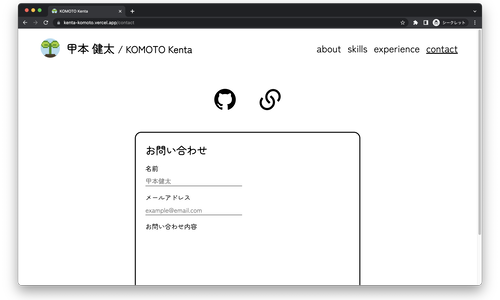 KOMOTO Kenta
kenta-komoto.vercel.app/contact
シークレット
甲本 健太 / KOMOTO Kenta
about skills experience contact
お問い合わせ
名前
甲本健太
メールアドレス
example@email.com
お問い合わせ内容